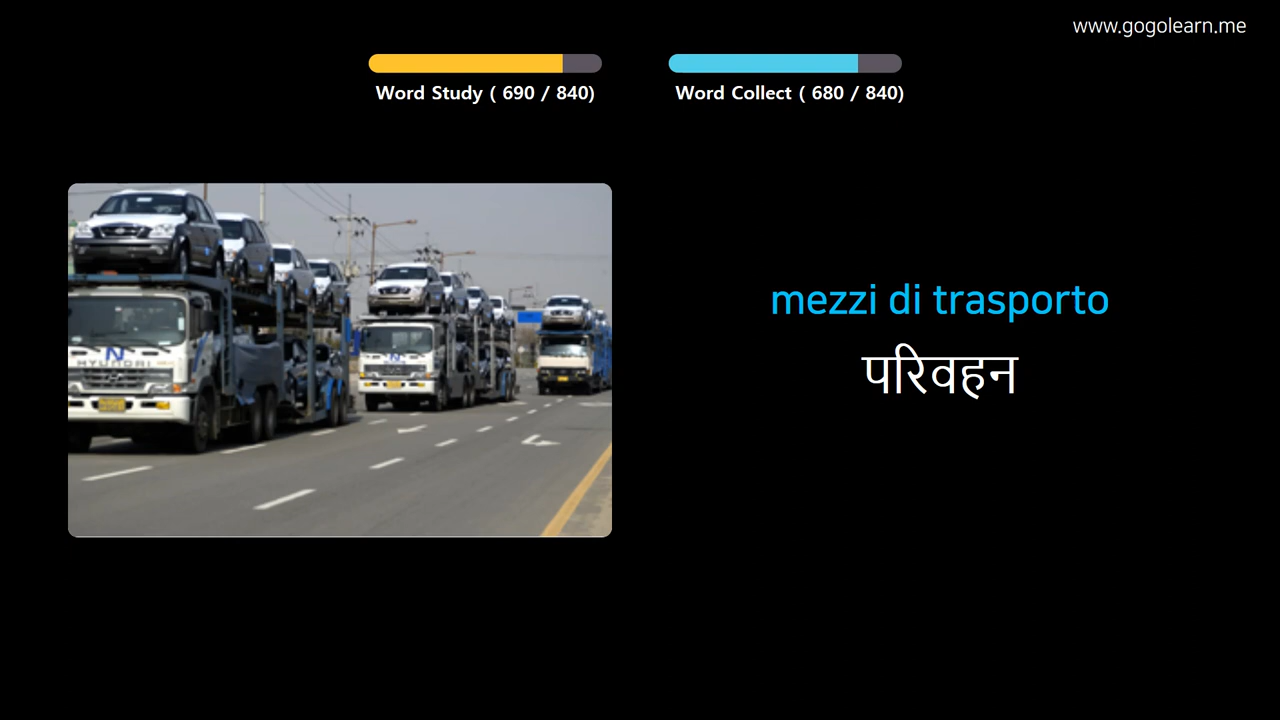 www.gogolearn.me
Word Study ( 690 / 840)
Word Collect ( 680 / 840)
mezzi di trasporto
परिवहन
HYUNDAI